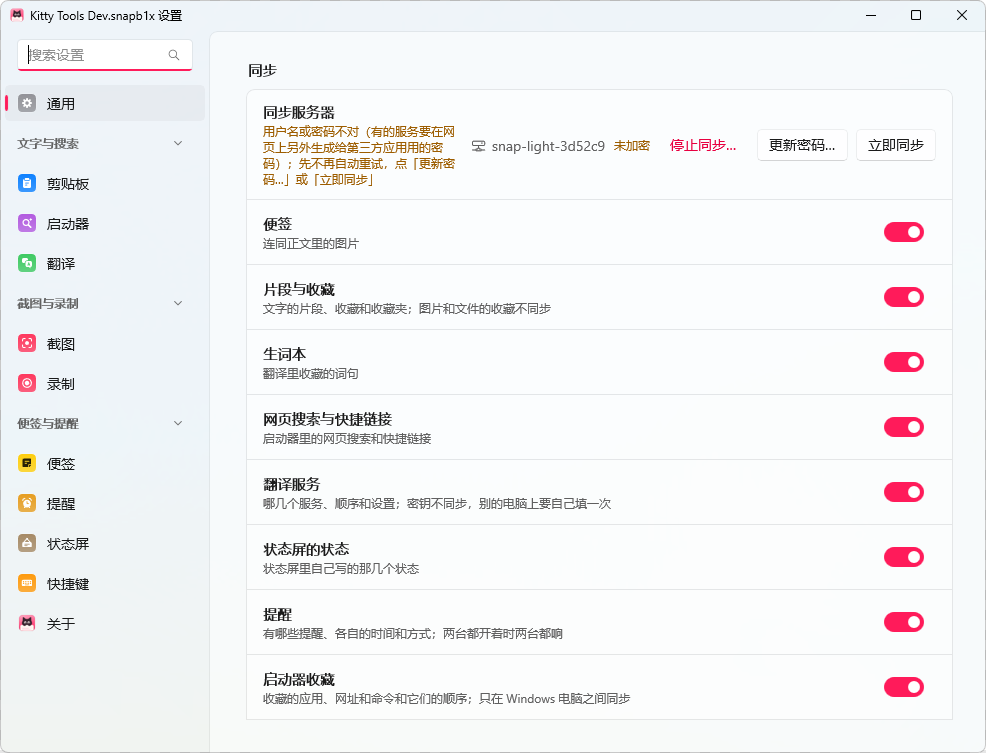 Kitty Tools Dev.snapb1x 设置
搜索设置
通用
文字与搜索
剪贴板
启动器
翻译
截图与录制
截图
录制
便签与提醒
便签
提醒
状态屏
快捷键
关于
同步
同步服务器
用户名或密码不对（有的服务要在网
页上另外生成给第三方应用用的密
码）；先不再自动重试，点「更新密
码...」或「立即同步」
snap-light-3d52c9 未加密 停止同步... 更新密码... 立即同步
便签
连同正文里的图片
片段与收藏
文字的片段、收藏和收藏夹；图片和文件的收藏不同步
生词本
翻译里收藏的词句
网页搜索与快捷链接
启动器里的网页搜索和快捷链接
翻译服务
哪几个服务、顺序和设置；密钥不同步，别的电脑上要自己填一次
状态屏的状态
状态屏里自己写的那几个状态
提醒
有哪些提醒、各自的时间和方式；两台都开着时两台都响
启动器收藏
收藏的应用、网址和命令和它们的顺序；只在 Windows 电脑之间同步